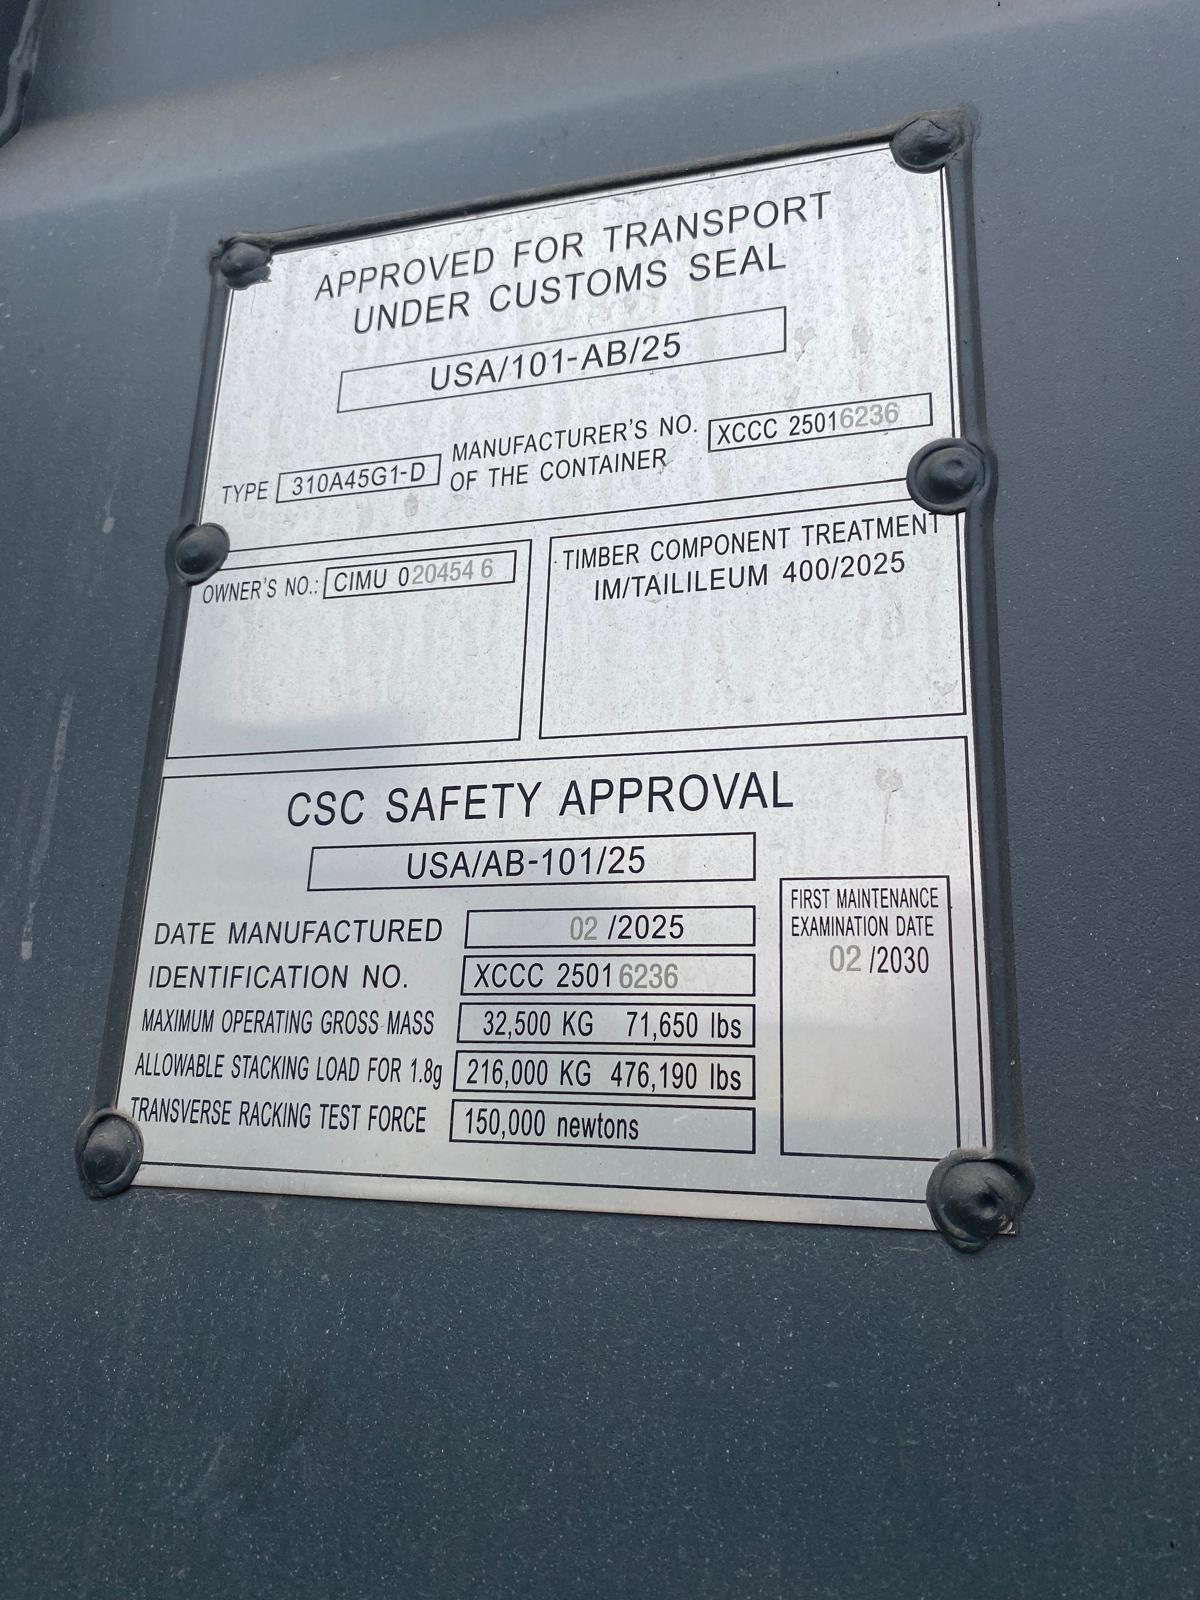 APPROVED FOR TRANSPORT
UNDER CUSTOMS SEAL
USA/101-AB/25
TYPE 310A45G1-D MANUFACTURER'S NO. OF THE CONTAINER XCCC 25016236
OWNER'S NO.: CIMU 020454 6
TIMBER COMPONENT TREATMENT
IM/TAILILEUM 400/2025
CSC SAFETY APPROVAL
USA/AB-101/25
DATE MANUFACTURED 02 /2025
IDENTIFICATION NO. XCCC 25016236
MAXIMUM OPERATING GROSS MASS 32,500 KG 71,650 lbs
ALLOWABLE STACKING LOAD FOR 1.8g 216,000 KG 476,190 lbs
TRANSVERSE RACKING TEST FORCE 150,000 newtons
FIRST MAINTENANCE
EXAMINATION DATE
02 /2030